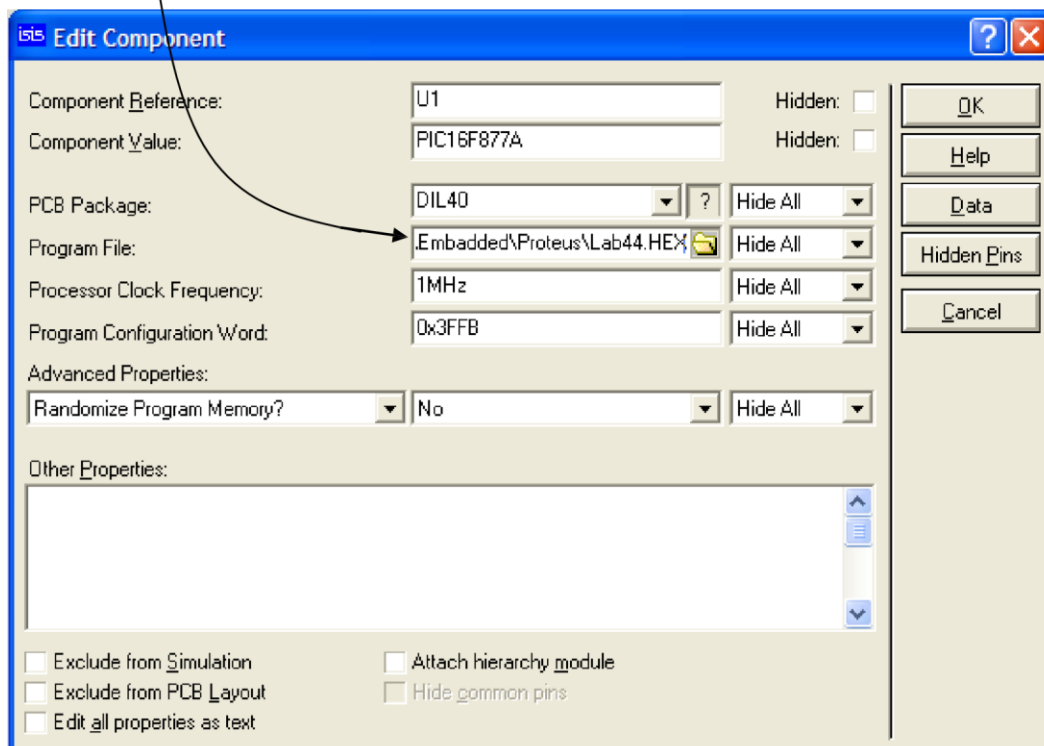 isis Edit Component ?
Component Reference: U1 Hidden: OK
Component Value: PIC16F877A Hidden: Help
PCB Package: DIL40 ? Hide All Data
Program File: .Embadded\Proteus\Lab44.HEX Hide All Hidden Pins
Processor Clock Frequency: 1MHz Hide All Cancel
Program Configuration Word: 0x3FFB Hide All
Advanced Properties:
Randomize Program Memory? No Hide All
Other Properties:
Exclude from Simulation Attach hierarchy module
Exclude from PCB Layout Hide common pins
Edit all properties as text